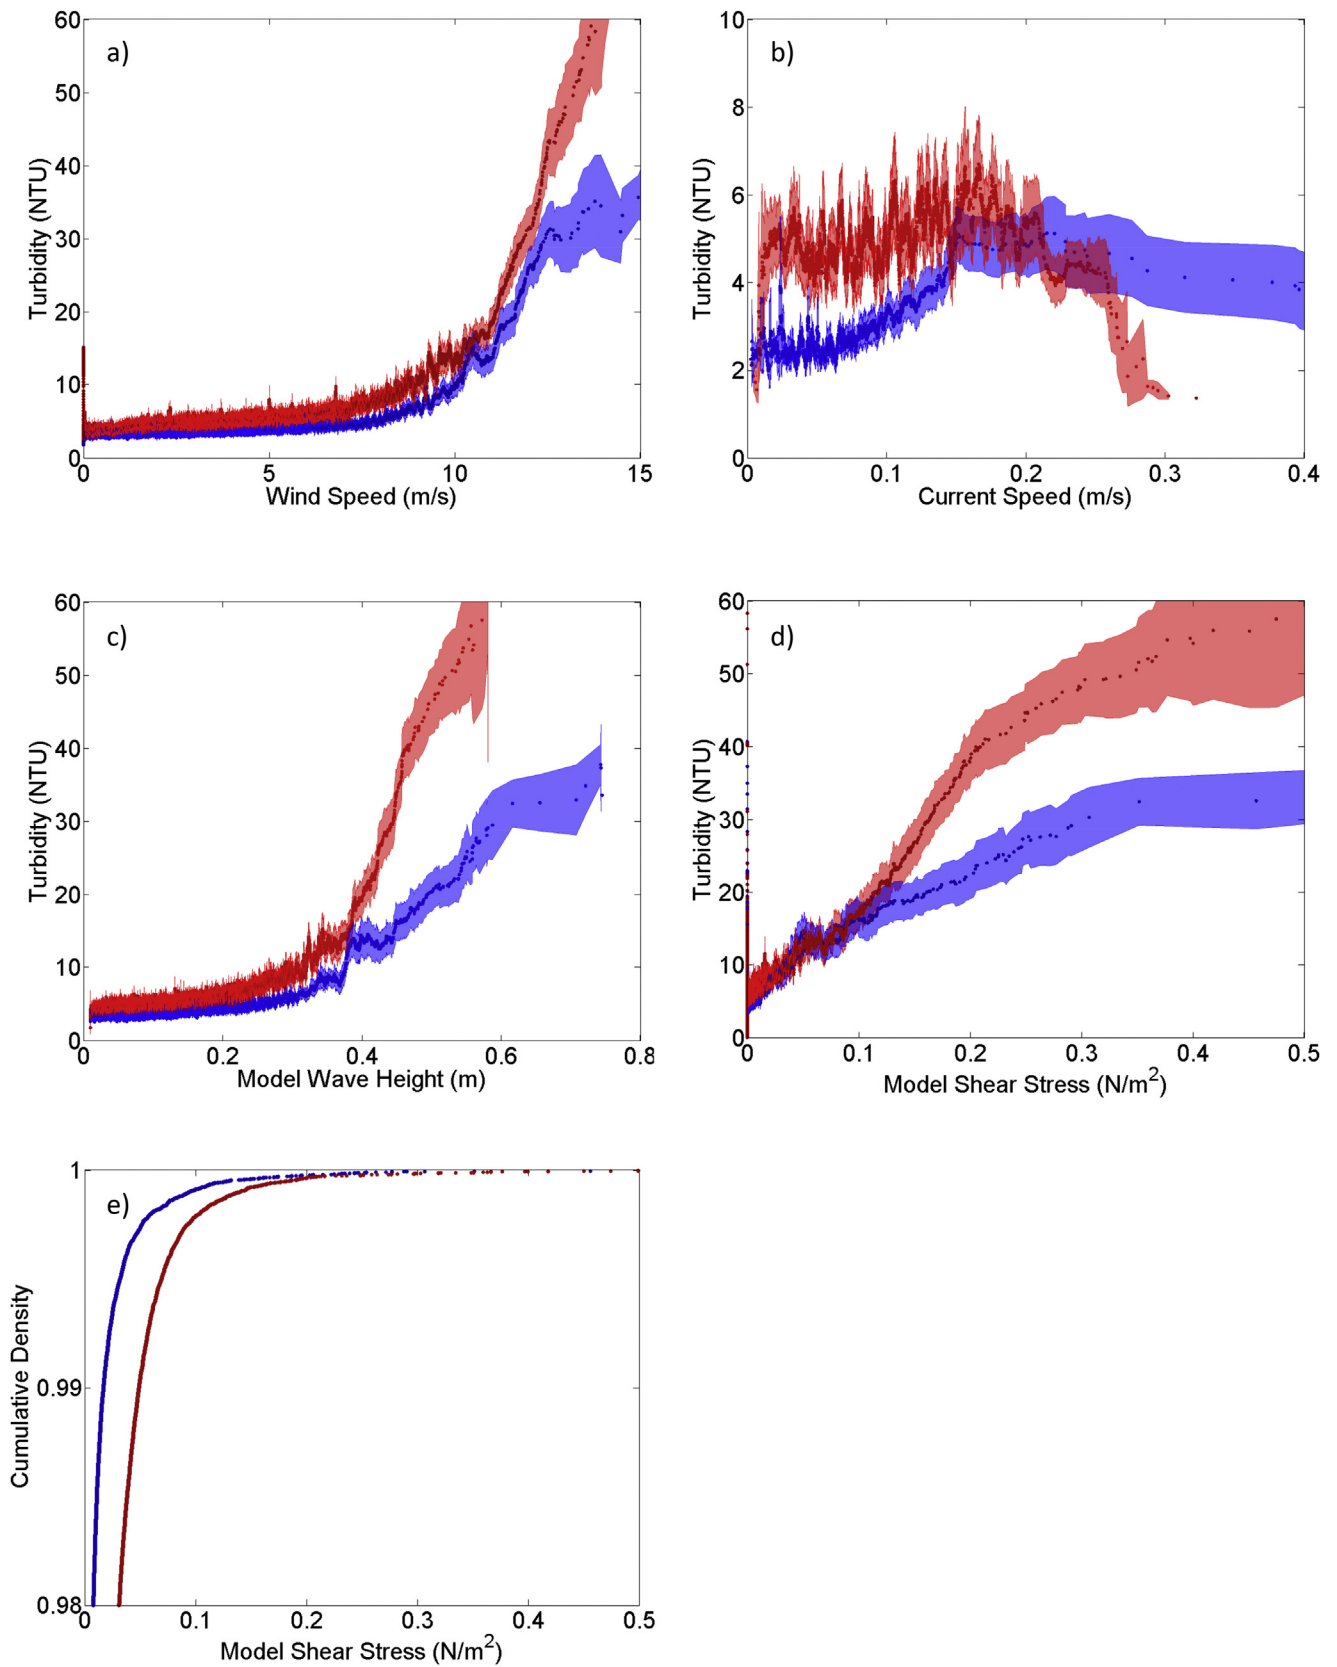 a)
60
50
40
30
20
10
0
Turbidity (NTU)
0 5 10 15
Wind Speed (m/s)
b)
10
8
6
4
2
0
Turbidity (NTU)
0 0.1 0.2 0.3 0.4
Current Speed (m/s)
c)
60
50
40
30
20
10
0
Turbidity (NTU)
0 0.2 0.4 0.6 0.8
Model Wave Height (m)
d)
60
50
40
30
20
10
0
Turbidity (NTU)
0 0.1 0.2 0.3 0.4 0.5
Model Shear Stress (N/m²)
e)
1
0.99
0.98
Cumulative Density
0 0.1 0.2 0.3 0.4 0.5
Model Shear Stress (N/m²)